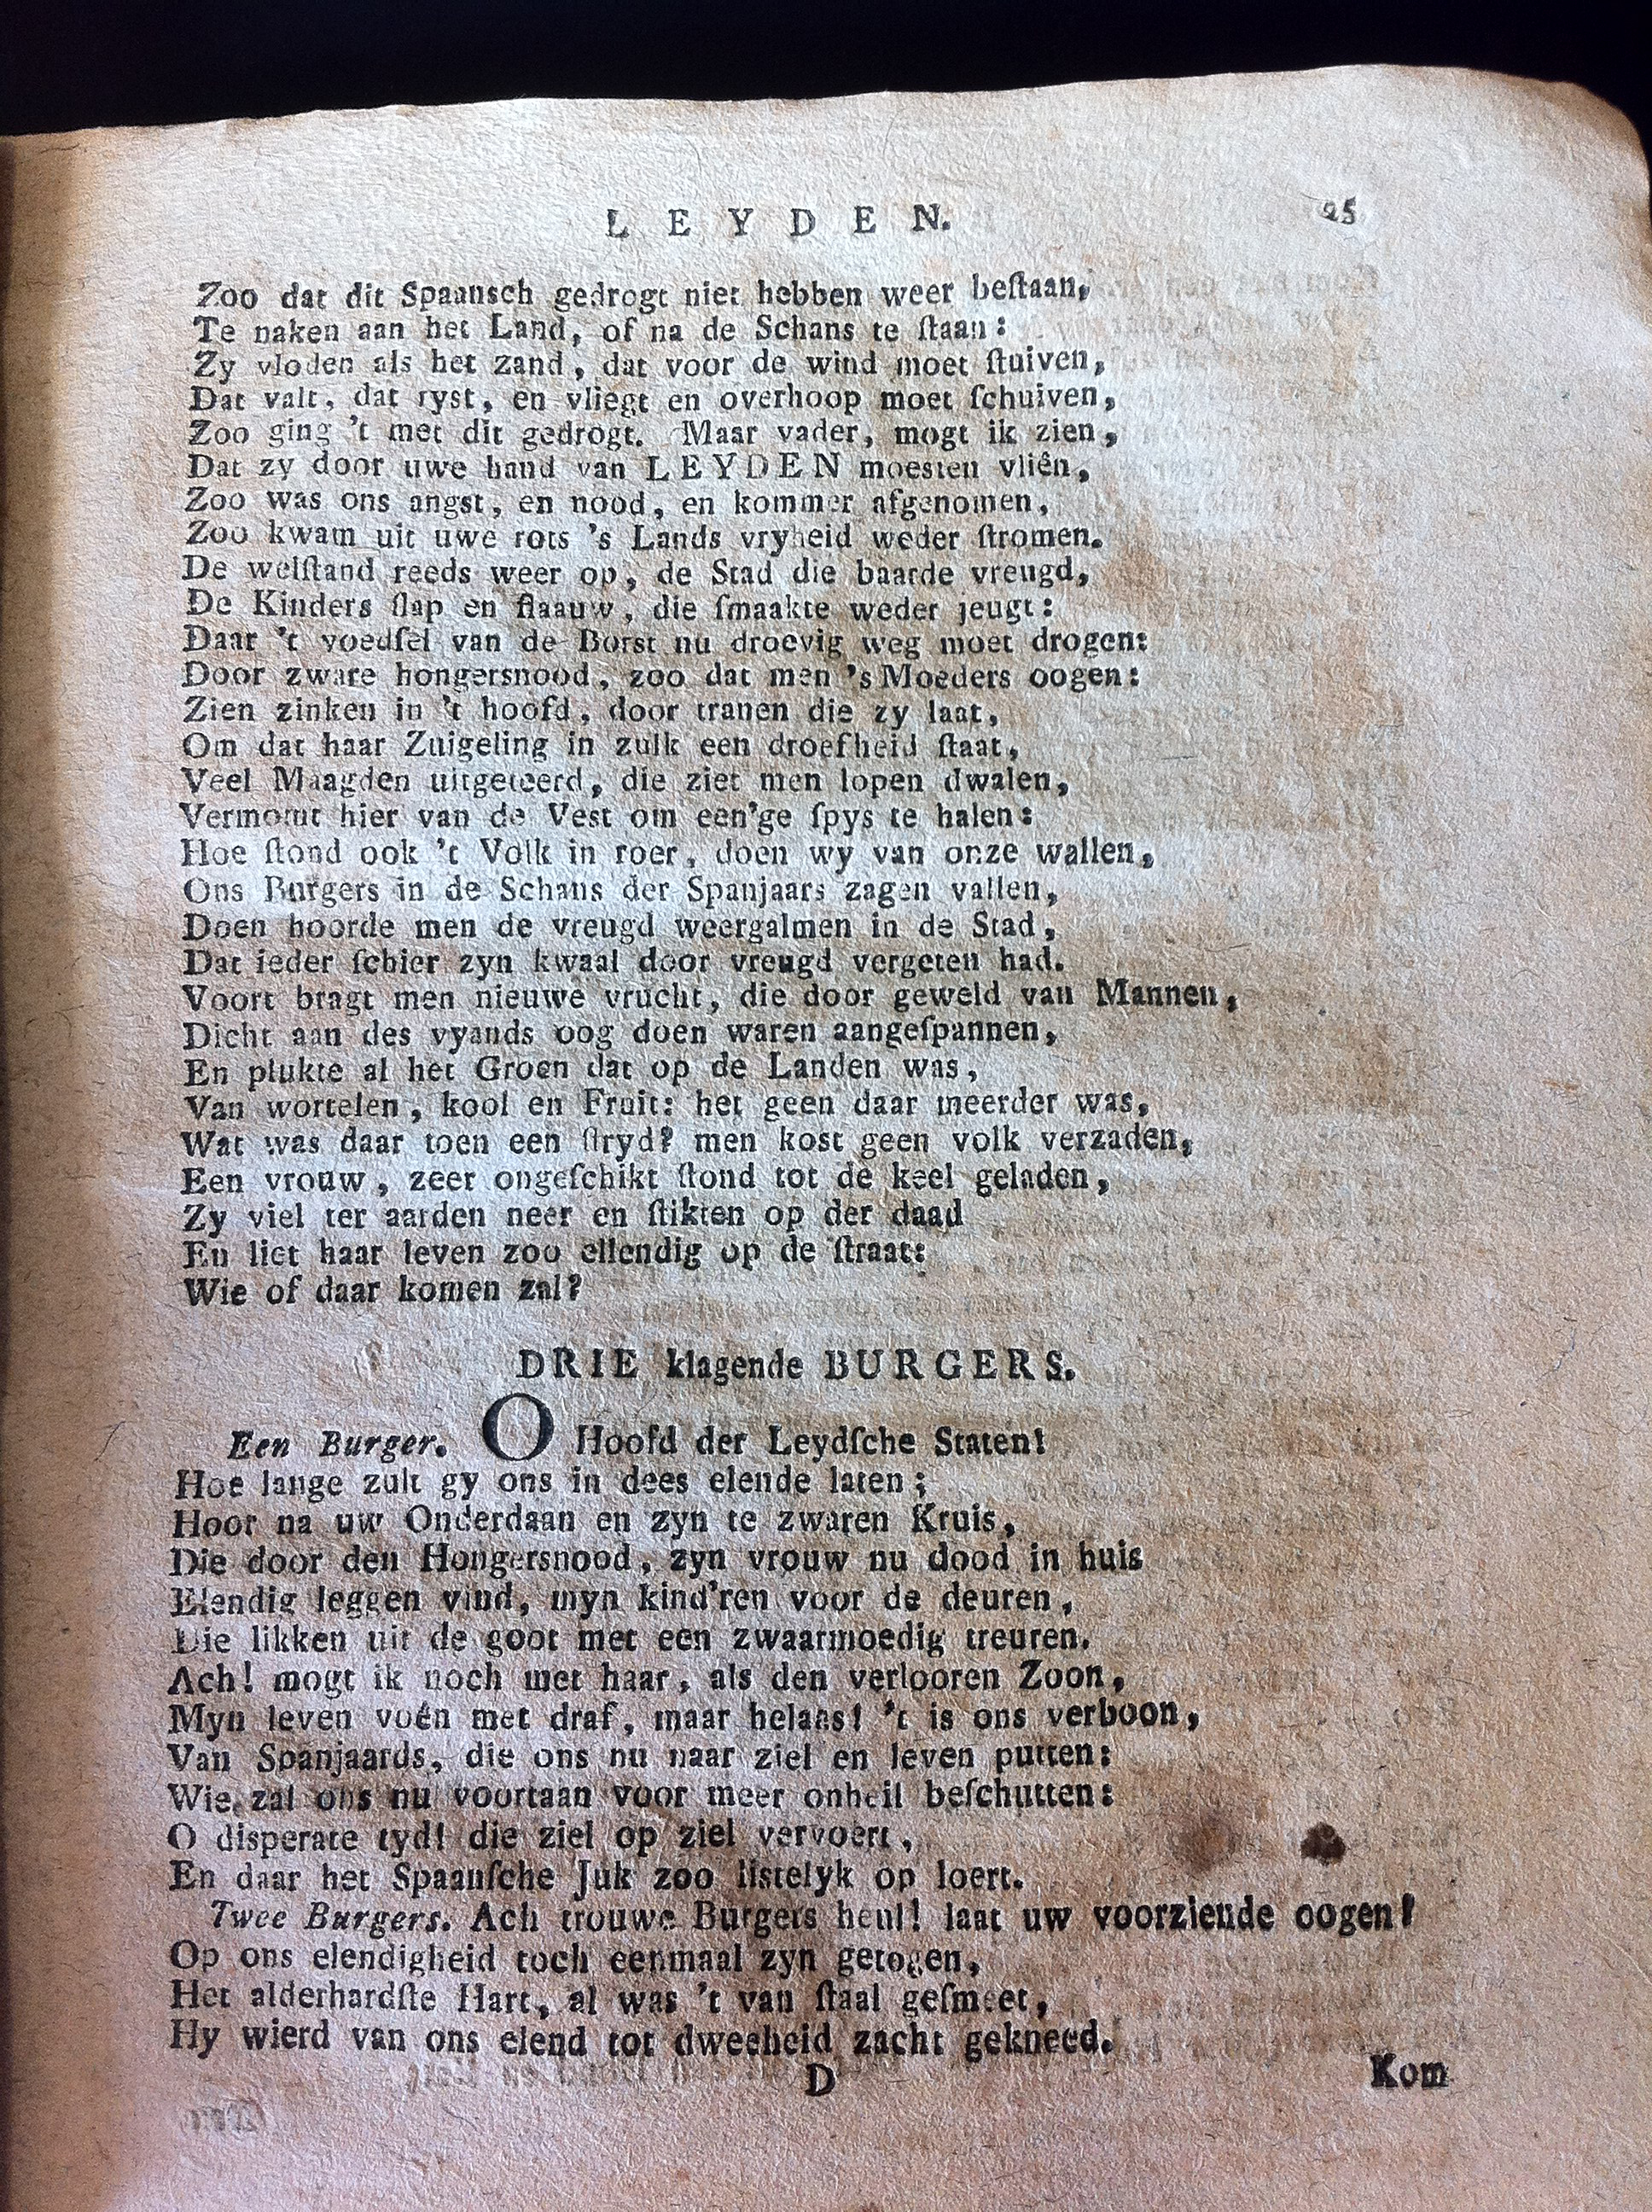 LEYDEN. 25
Zoo dat dit Spaansch gedrogt niet hebben weer beſtaan,
Te naken aan het Land, of na de Schans te ſtaan:
Zy vloden als het zand, dat voor de wind moet ſtuiven,
Dat valt, dat ryst, en vliegt en overhoop moet ſchuiven,
Zoo ging 't met dit gedrogt. Maar vader, mogt ik zien,
Dat zy door uwe hand van LEYDEN moesten vliên,
Zoo was ons angst, en nood, en kommer afgenomen,
Zoo kwam uit uwe rots 's Lands vryheid weder ſtromen.
De welſtand reeds weer op, de Stad die baarde vreugd,
De Kinders ſlap en flaauw, die ſmaakte weder jeugt:
Daar 't voedſel van de Borst nu droevig weg moet drogen:
Door zware hongersnood, zoo dat men 's Moeders oogen:
Zien zinken in 't hoofd, door tranen die zy laat,
Om dat haar Zuigeling in zulk een droefheid ſtaat,
Veel Maagden uitgeteerd, die ziet men lopen dwalen,
Vermomt hier van de Vest om een'ge ſpys te halen:
Hoe ſtond ook 't Volk in roer, doen wy van onze wallen,
Ons Burgers in de Schans der Spanjaars zagen vallen,
Doen hoorde men de vreugd weergalmen in de Stad,
Dat ieder ſchier zyn kwaal door vreugd vergeten had.
Voort bragt men nieuwe vrucht, die door geweld van Mannen,
Dicht aan des vyands oog doen waren aangeſpannen,
En plukte al het Groen dat op de Landen was,
Van wortelen, kool en Fruit: het geen daar meerder was,
Wat was daar toen een ſtryd? men kost geen volk verzaden,
Een vrouw, zeer ongeſchikt ſtond tot de keel geladen,
Zy viel ter aarden neer en ſtikten op der daad
En liet haar leven zoo ellendig op de ſtraat:
Wie of daar komen zal?
DRIE klagende BURGERS.
Een Burger. O Hoofd der Leydſche Staten!
Hoe lange zult gy ons in dees elende laten;
Hoor na uw Onderdaan en zyn te zwaren Kruis,
Die door den Hongersnood, zyn vrouw nu dood in huis
Elendig leggen vind, myn kind'ren voor de deuren,
Die likken uit de goot met een zwaarmoedig treuren.
Ach! mogt ik noch met haar, als den verlooren Zoon,
Myn leven voên met draf, maar helaas! 't is ons verboon,
Van Spanjaards, die ons nu naar ziel en leven putten:
Wie zal ons nu voortaan voor meer onheil beſchutten:
O disperate tyd! die ziel op ziel vervoert,
En daar het Spaanſche Juk zoo listelyk op loert.
Twee Burgers. Ach trouwe Burgers heul! laat uw voorziende oogen!
Op ons elendigheid toch eenmaal zyn getogen,
Het alderhardſte Hart, al was 't van ſtaal geſmeet,
Hy wierd van ons elend tot dweeheid zacht gekneed.
D Kom